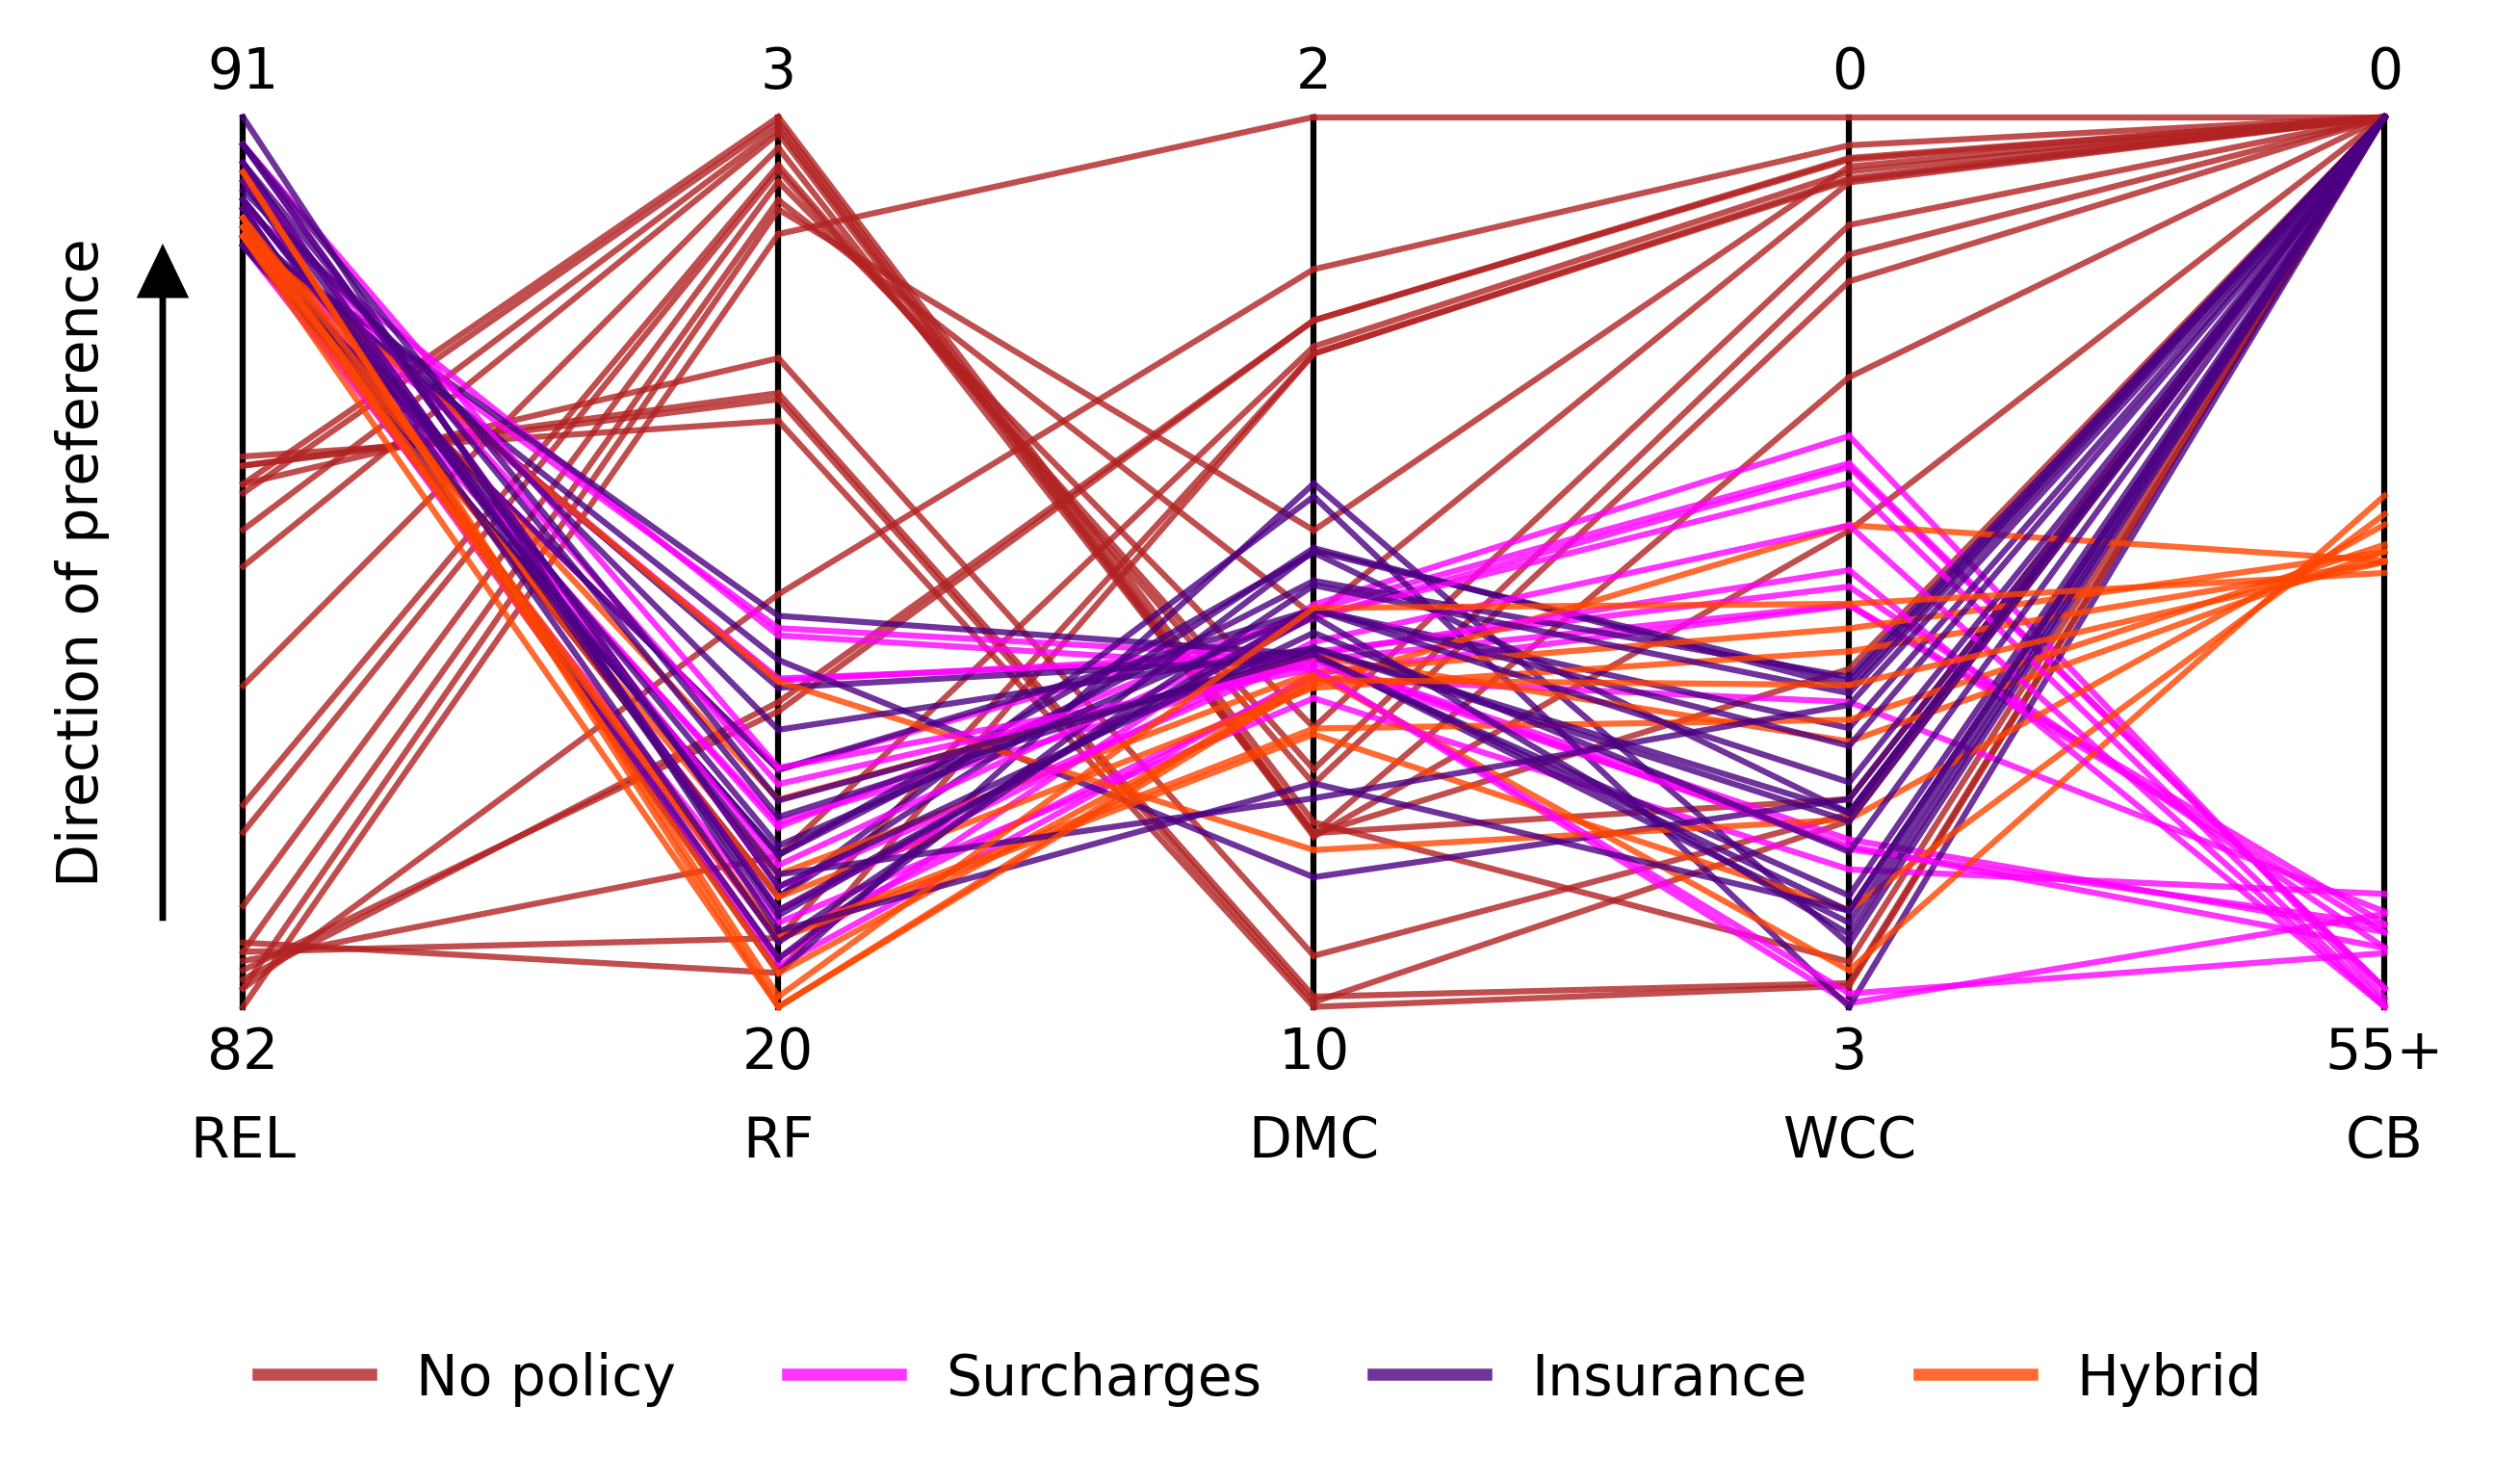 91 3 2 0 0
Direction of preference
82 20 10 3 55+
REL RF DMC WCC CB
No policy Surcharges Insurance Hybrid